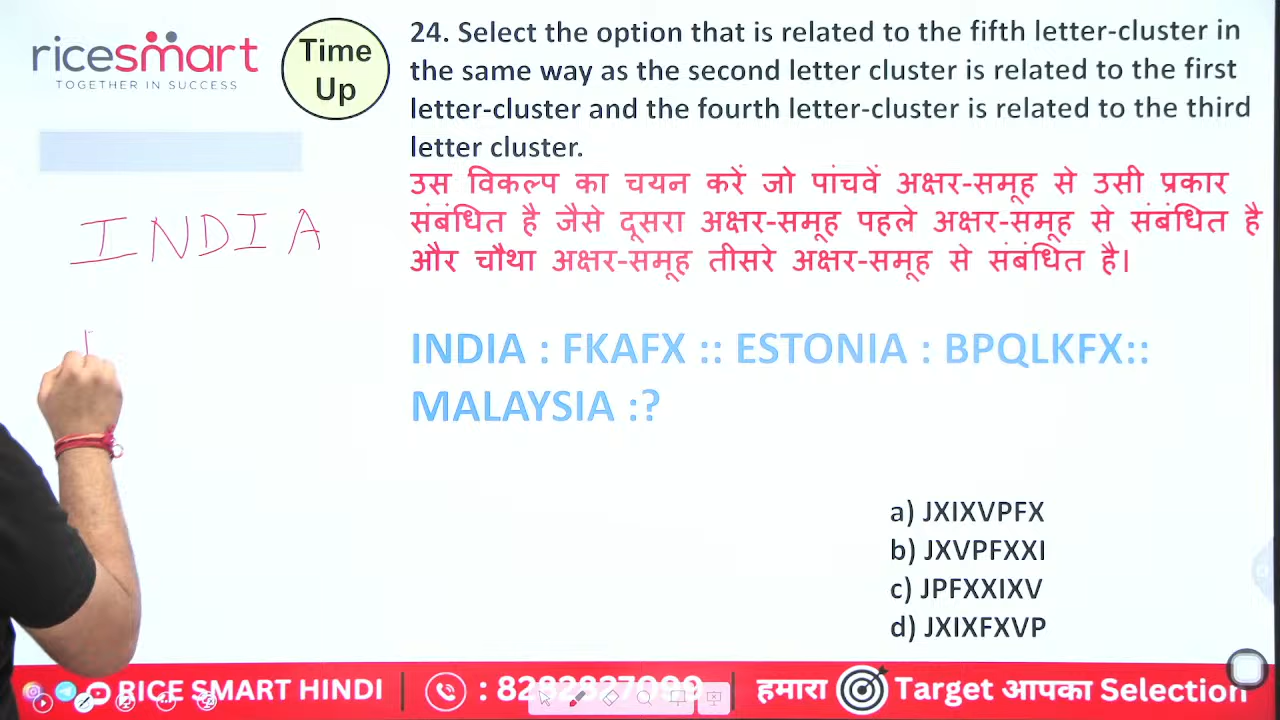 ricesmart
TOGETHER IN SUCCESS
Time
Up
24. Select the option that is related to the fifth letter-cluster in
the same way as the second letter cluster is related to the first
letter-cluster and the fourth letter-cluster is related to the third
letter cluster.
उस विकल्प का चयन करें जो पांचवें अक्षर-समूह से उसी प्रकार
संबंधित है जैसे दूसरा अक्षर-समूह पहले अक्षर-समूह से संबंधित है
और चौथा अक्षर-समूह तीसरे अक्षर-समूह से संबंधित है।
INDIA
INDIA : FKAFX :: ESTONIA : BPQLKFX::
MALAYSIA :?
a) JXIXVPFX
b) JXVPFXXI
c) JPFXXIXV
d) JXIXFXVP
RICE SMART HINDI
हमारा Target आपका Selection